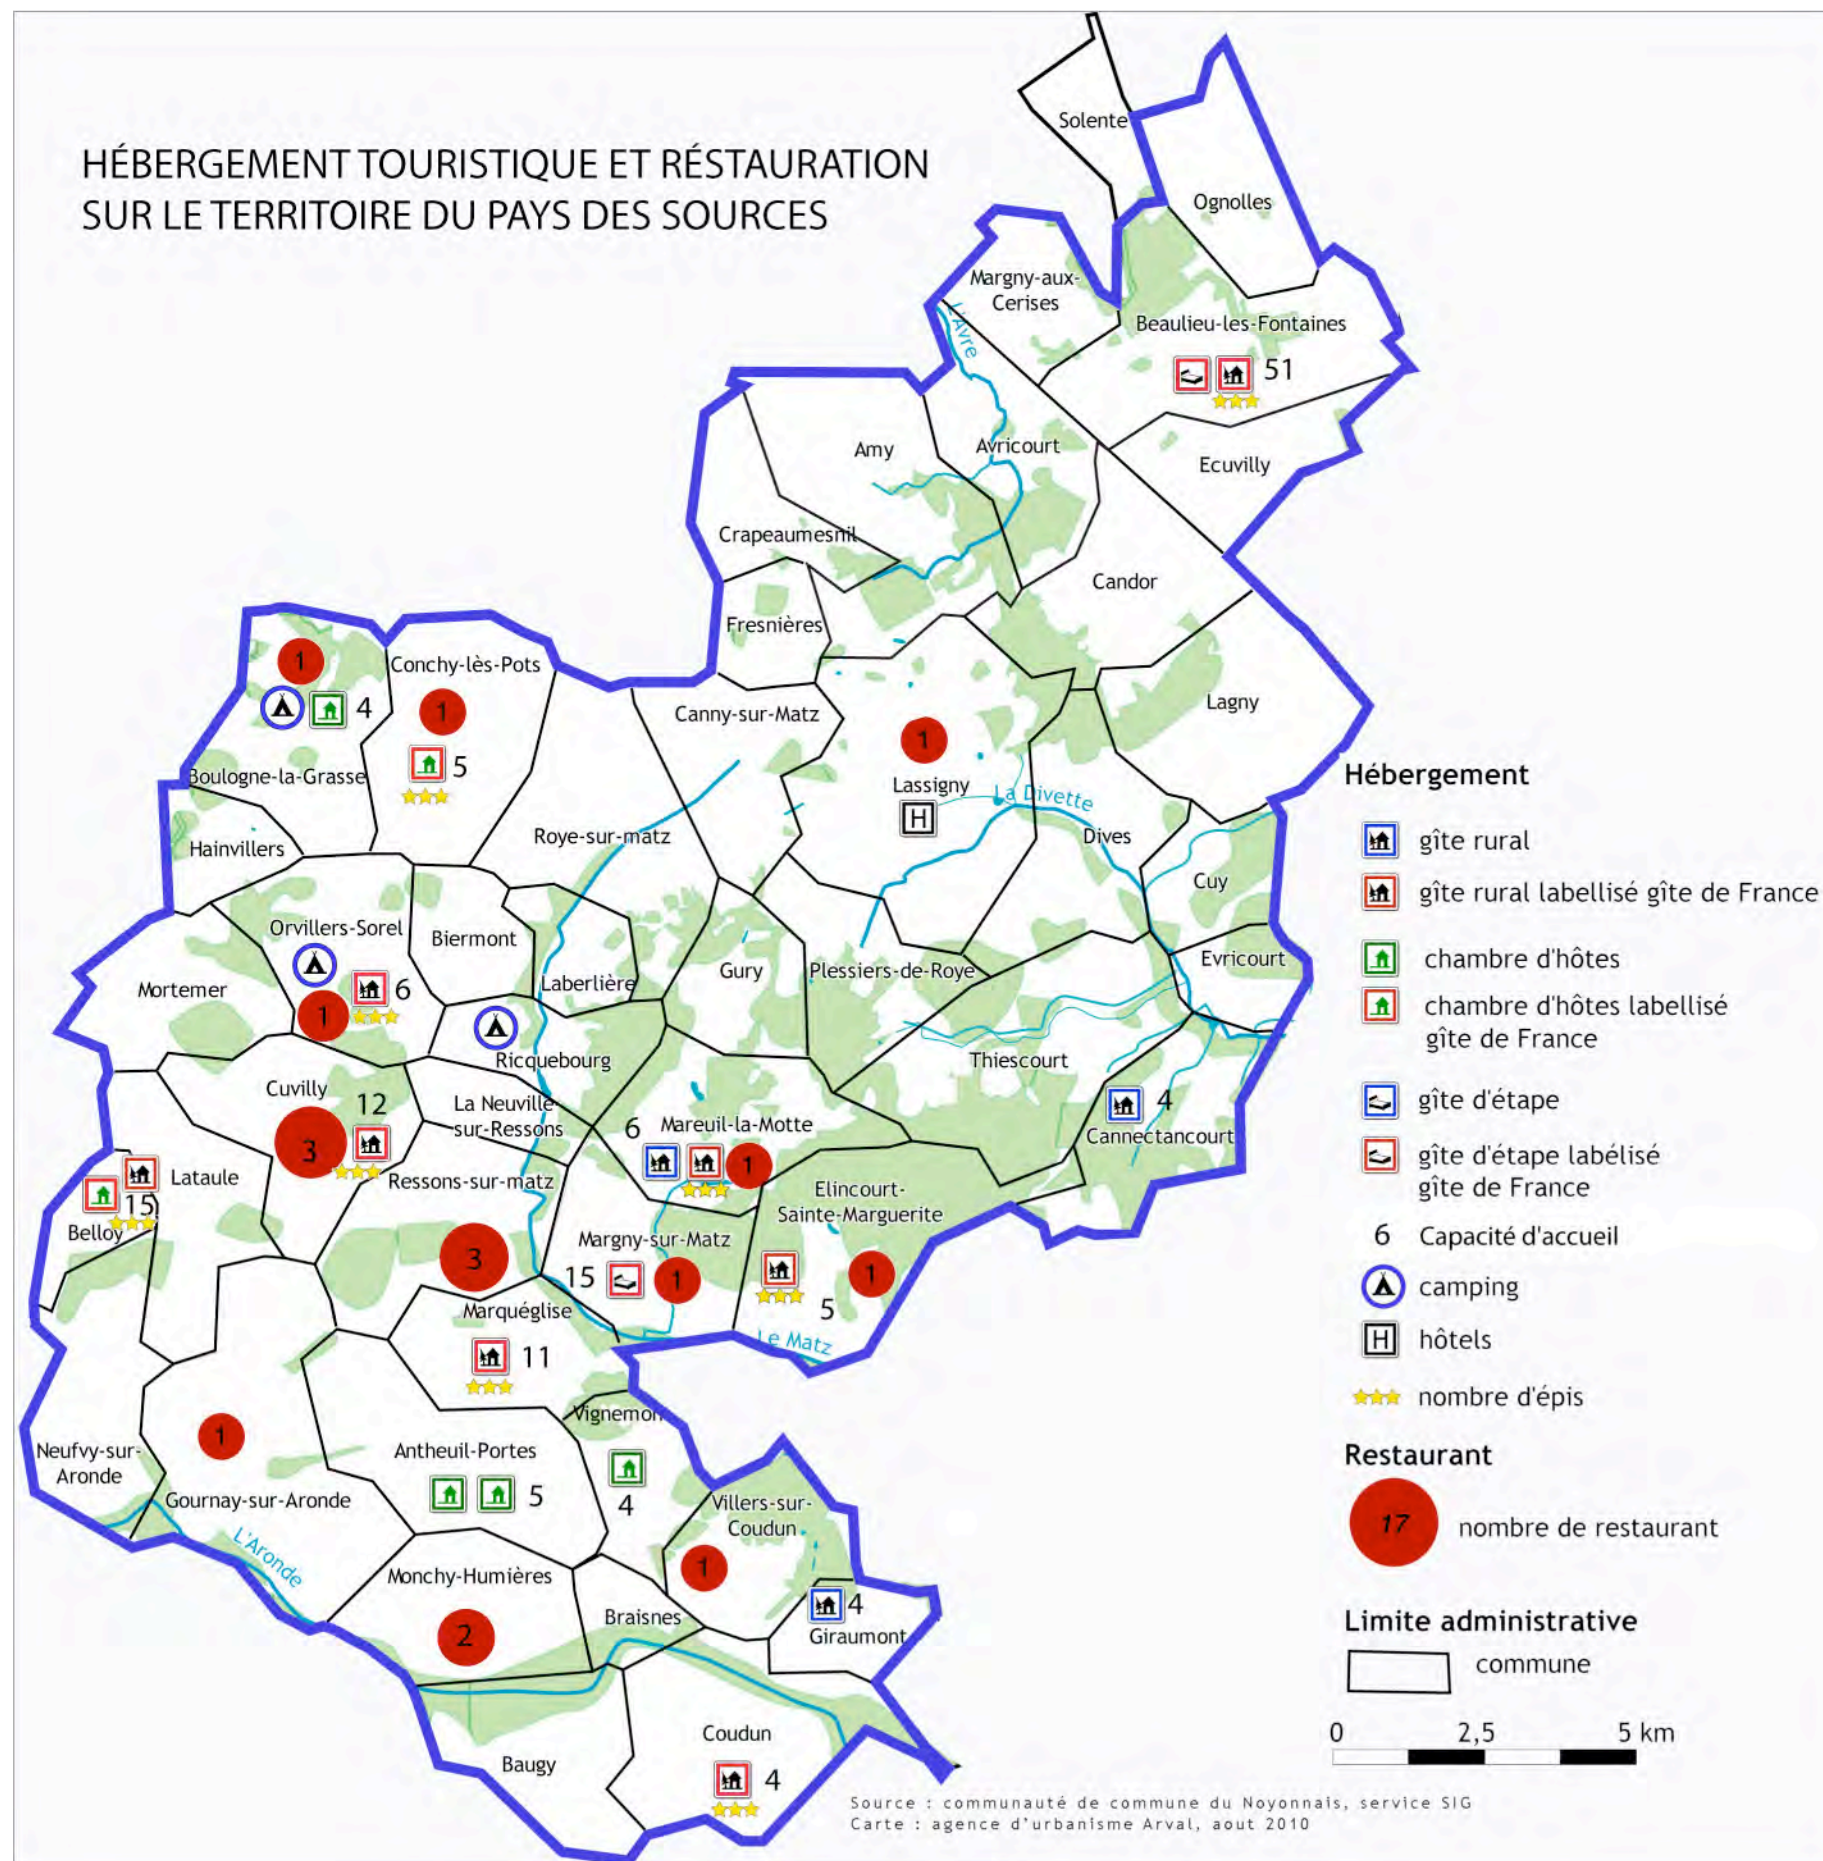 HÉBERGEMENT TOURISTIQUE ET RÉSTAURATION
SUR LE TERRITOIRE DU PAYS DES SOURCES
Solente
Ognolles
Margny-aux-
Cerises
L'Avre
Beaulieu-les-Fontaines
51
Amy
Avricourt
Ecuvilly
Crapeaumesnil
Candor
Fresnières
1
Conchy-lès-Pots
4
1
Canny-sur-Matz
Lagny
1
5
Boulogne-la-Grasse
Lassigny
La Divette
H
Roye-sur-matz
Dives
Hainvillers
Cuy
Orvillers-Sorel
Biermont
Evricourt
Gury
Plessiers-de-Roye
Laberlière
Mortemer
6
1
Ricquebourg
Thiescourt
Cuvilly
12
La Neuville-
sur-Ressons
4
6
Mareuil-la-Motte
Cannectancourt
3
1
Lataule
Ressons-sur-matz
15
Belloy
Elincourt-
Sainte-Marguerite
Margny-sur-Matz
3
15
1
1
5
Marquéglise
Le Matz
11
Vignemon
1
Neufvy-sur-
Aronde
Antheuil-Portes
5
4
Gournay-sur-Aronde
Villers-sur-
Coudun
L'Aronde
1
Monchy-Humières
4
Braisnes
Giraumont
2
Coudun
Baugy
4
Hébergement
gîte rural
gîte rural labellisé gîte de France
chambre d'hôtes
chambre d'hôtes labellisé
gîte de France
gîte d'étape
gîte d'étape labélisé
gîte de France
6 Capacité d'accueil
camping
H hôtels
nombre d'épis
Restaurant
17 nombre de restaurant
Limite administrative
commune
0 2,5 5 km
Source : communauté de commune du Noyonnais, service SIG
Carte : agence d'urbanisme Arval, aout 2010